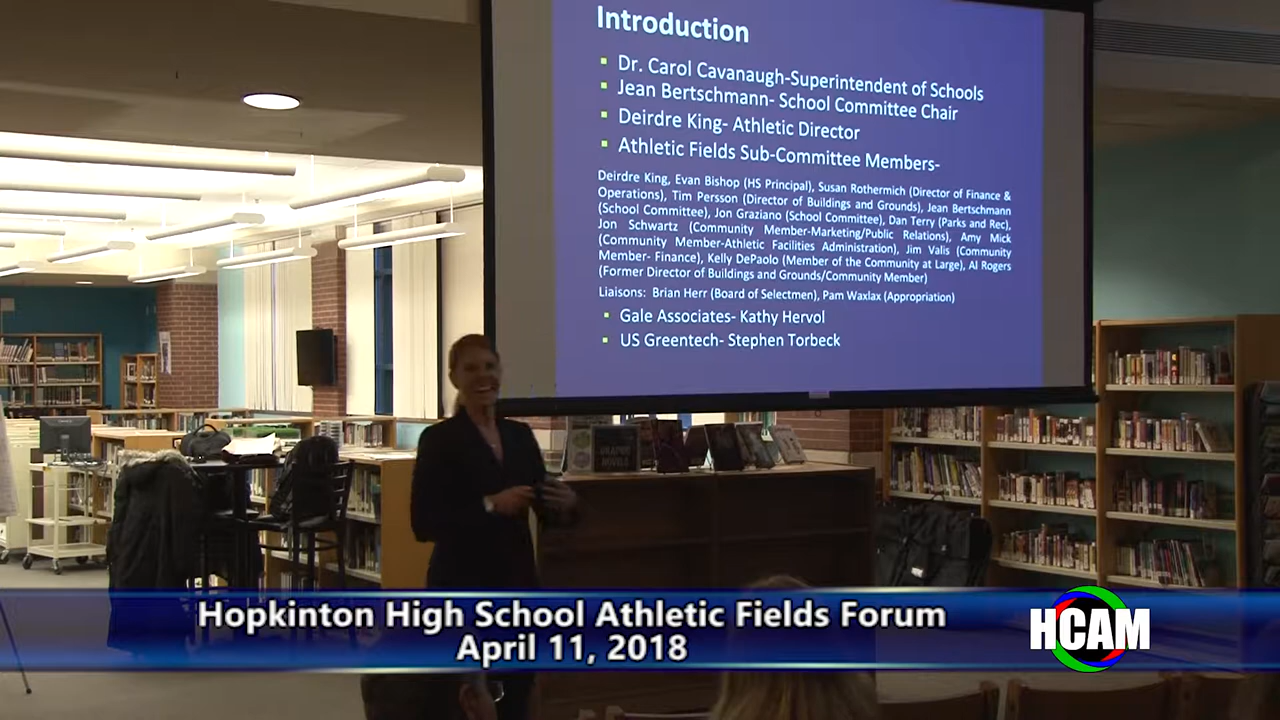 Introduction
Dr. Carol Cavanaugh-Superintendent of Schools
Jean Bertschmann- School Committee Chair
Deirdre King- Athletic Director
Athletic Fields Sub-Committee Members-
Deirdre King, Evan Bishop (HS Principal), Susan Rothermich (Director of Finance &
Operations), Tim Persson (Director of Buildings and Grounds), Jean Bertschmann
(School Committee), Jon Graziano (School Committee), Dan Terry (Parks and Rec),
Jon Schwartz (Community Member-Marketing/Public Relations), Amy Mick
(Community Member-Athletic Facilities Administration), Jim Valis (Community
Member- Finance), Kelly DePaolo (Member of the Community at Large), Al Rogers
(Former Director of Buildings and Grounds/Community Member)
Liaisons: Brian Herr (Board of Selectmen), Pam Waxlax (Appropriation)
Gale Associates- Kathy Hervol
US Greentech- Stephen Torbeck
Hopkinton High School Athletic Fields Forum
April 11, 2018
HCAM